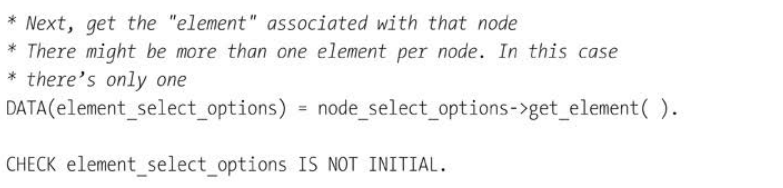 * Next, get the "element" associated with that node
* There might be more than one element per node. In this case
* there's only one
DATA(element_select_options) = node_select_options->get_element( ).
CHECK element_select_options IS NOT INITIAL.